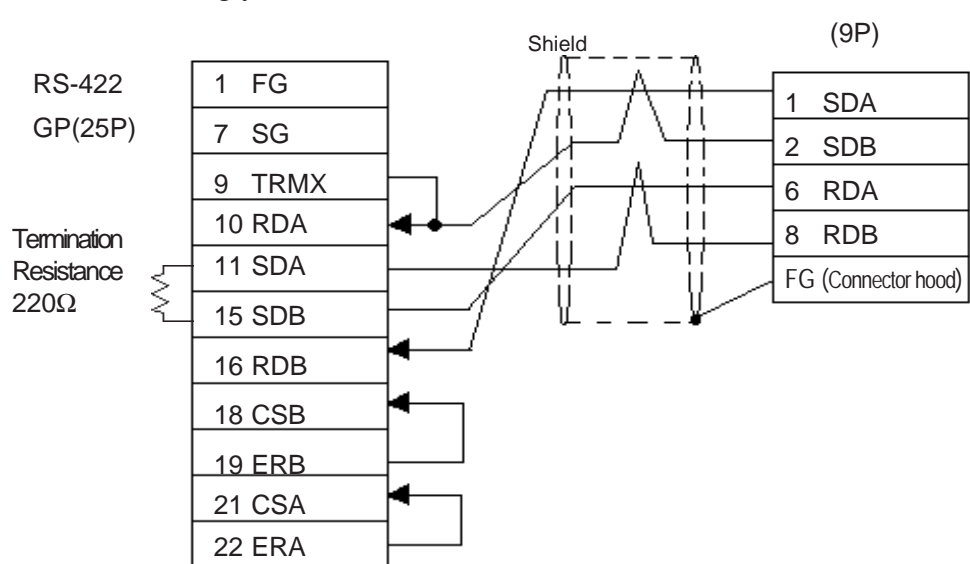 Shield
(9P)
RS-422
GP(25P)
1 FG
7 SG
9 TRMX
10 RDA
11 SDA
15 SDB
16 RDB
18 CSB
19 ERB
21 CSA
22 ERA
Termination
Resistance
220Ω
1 SDA
2 SDB
6 RDA
8 RDB
FG (Connector hood)